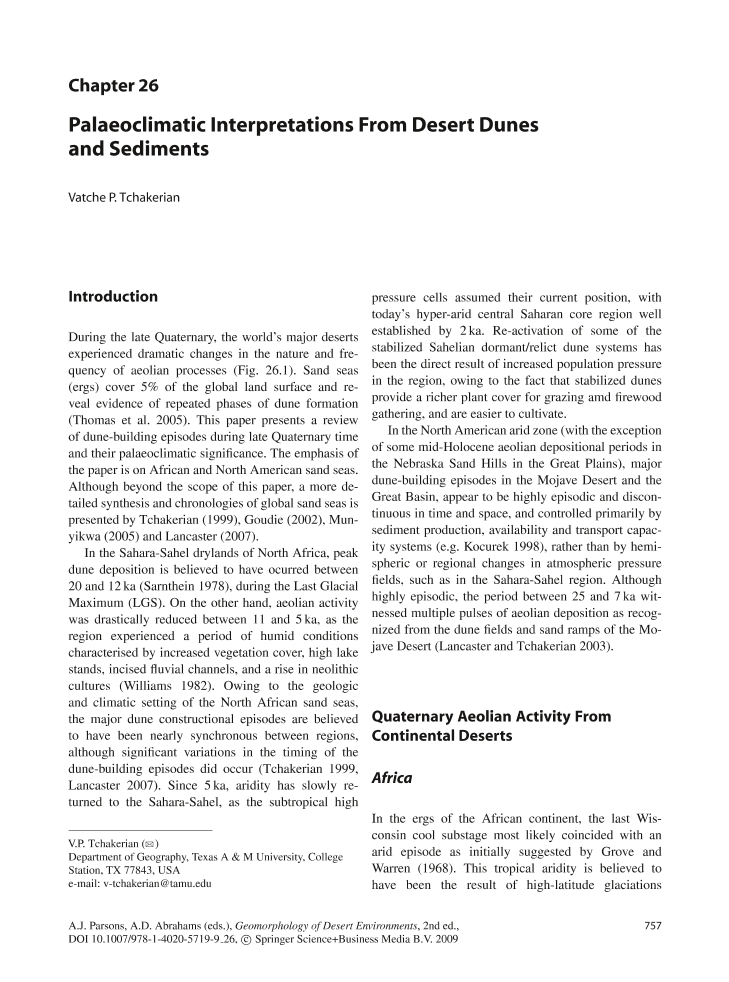 Chapter 26
Palaeoclimatic Interpretations From Desert Dunes
and Sediments
Vatche P. Tchakerian
Introduction
During the late Quaternary, the world's major deserts
experienced dramatic changes in the nature and fre-
quency of aeolian processes (Fig. 26.1). Sand seas
(ergs) cover 5% of the global land surface and re-
veal evidence of repeated phases of dune formation
(Thomas et al. 2005). This paper presents a review
of dune-building episodes during late Quaternary time
and their palaeoclimatic significance. The emphasis of
the paper is on African and North American sand seas.
Although beyond the scope of this paper, a more de-
tailed synthesis and chronologies of global sand seas is
presented by Tchakerian (1999), Goudie (2002), Mun-
yikwa (2005) and Lancaster (2007).
In the Sahara-Sahel drylands of North Africa, peak
dune deposition is believed to have ocurred between
20 and 12 ka (Sarnthein 1978), during the Last Glacial
Maximum (LGS). On the other hand, aeolian activity
was drastically reduced between 11 and 5 ka, as the
region experienced a period of humid conditions
characterised by increased vegetation cover, high lake
stands, incised fluvial channels, and a rise in neolithic
cultures (Williams 1982). Owing to the geologic
and climatic setting of the North African sand seas,
the major dune constructional episodes are believed
to have been nearly synchronous between regions,
although significant variations in the timing of the
dune-building episodes did occur (Tchakerian 1999,
Lancaster 2007). Since 5 ka, aridity has slowly re-
turned to the Sahara-Sahel, as the subtropical high
V.P. Tchakerian (✉)
Department of Geography, Texas A & M University, College
Station, TX 77843, USA
e-mail: v-tchakerian@tamu.edu
pressure cells assumed their current position, with
today's hyper-arid central Saharan core region well
established by 2 ka. Re-activation of some of the
stabilized Sahelian dormant/relict dune systems has
been the direct result of increased population pressure
in the region, owing to the fact that stabilized dunes
provide a richer plant cover for grazing amd firewood
gathering, and are easier to cultivate.
In the North American arid zone (with the exception
of some mid-Holocene aeolian depositional periods in
the Nebraska Sand Hills in the Great Plains), major
dune-building episodes in the Mojave Desert and the
Great Basin, appear to be highly episodic and discon-
tinuous in time and space, and controlled primarily by
sediment production, availability and transport capac-
ity systems (e.g. Kocurek 1998), rather than by hemi-
spheric or regional changes in atmospheric pressure
fields, such as in the Sahara-Sahel region. Although
highly episodic, the period between 25 and 7 ka wit-
nessed multiple pulses of aeolian deposition as recog-
nized from the dune fields and sand ramps of the Mo-
jave Desert (Lancaster and Tchakerian 2003).
Quaternary Aeolian Activity From
Continental Deserts
Africa
In the ergs of the African continent, the last Wis-
consin cool substage most likely coincided with an
arid episode as initially suggested by Grove and
Warren (1968). This tropical aridity is believed to
have been the result of high-latitude glaciations
A.J. Parsons, A.D. Abrahams (eds.), Geomorphology of Desert Environments, 2nd ed.,
DOI 10.1007/978-1-4020-5719-9_26, © Springer Science+Business Media B.V. 2009
757